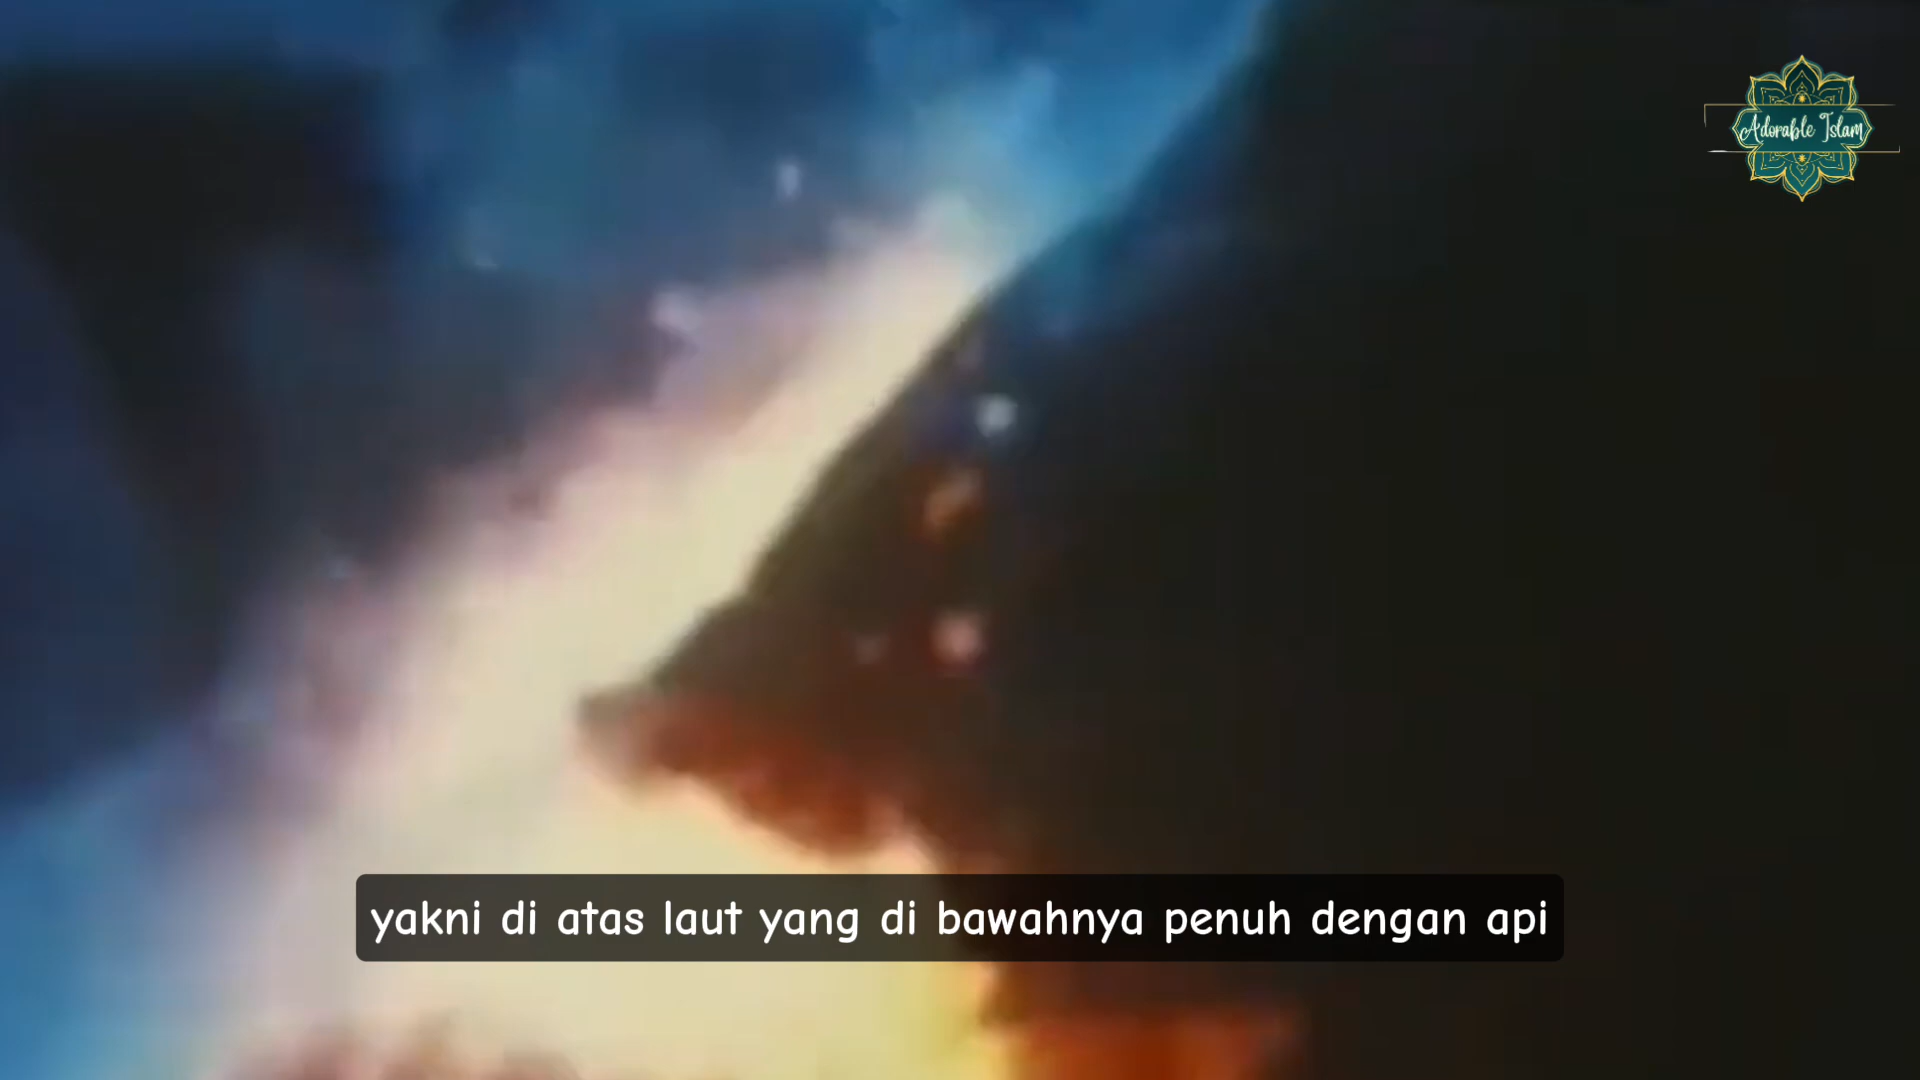 Adorable Islam
yakni di atas laut yang di bawahnya penuh dengan api